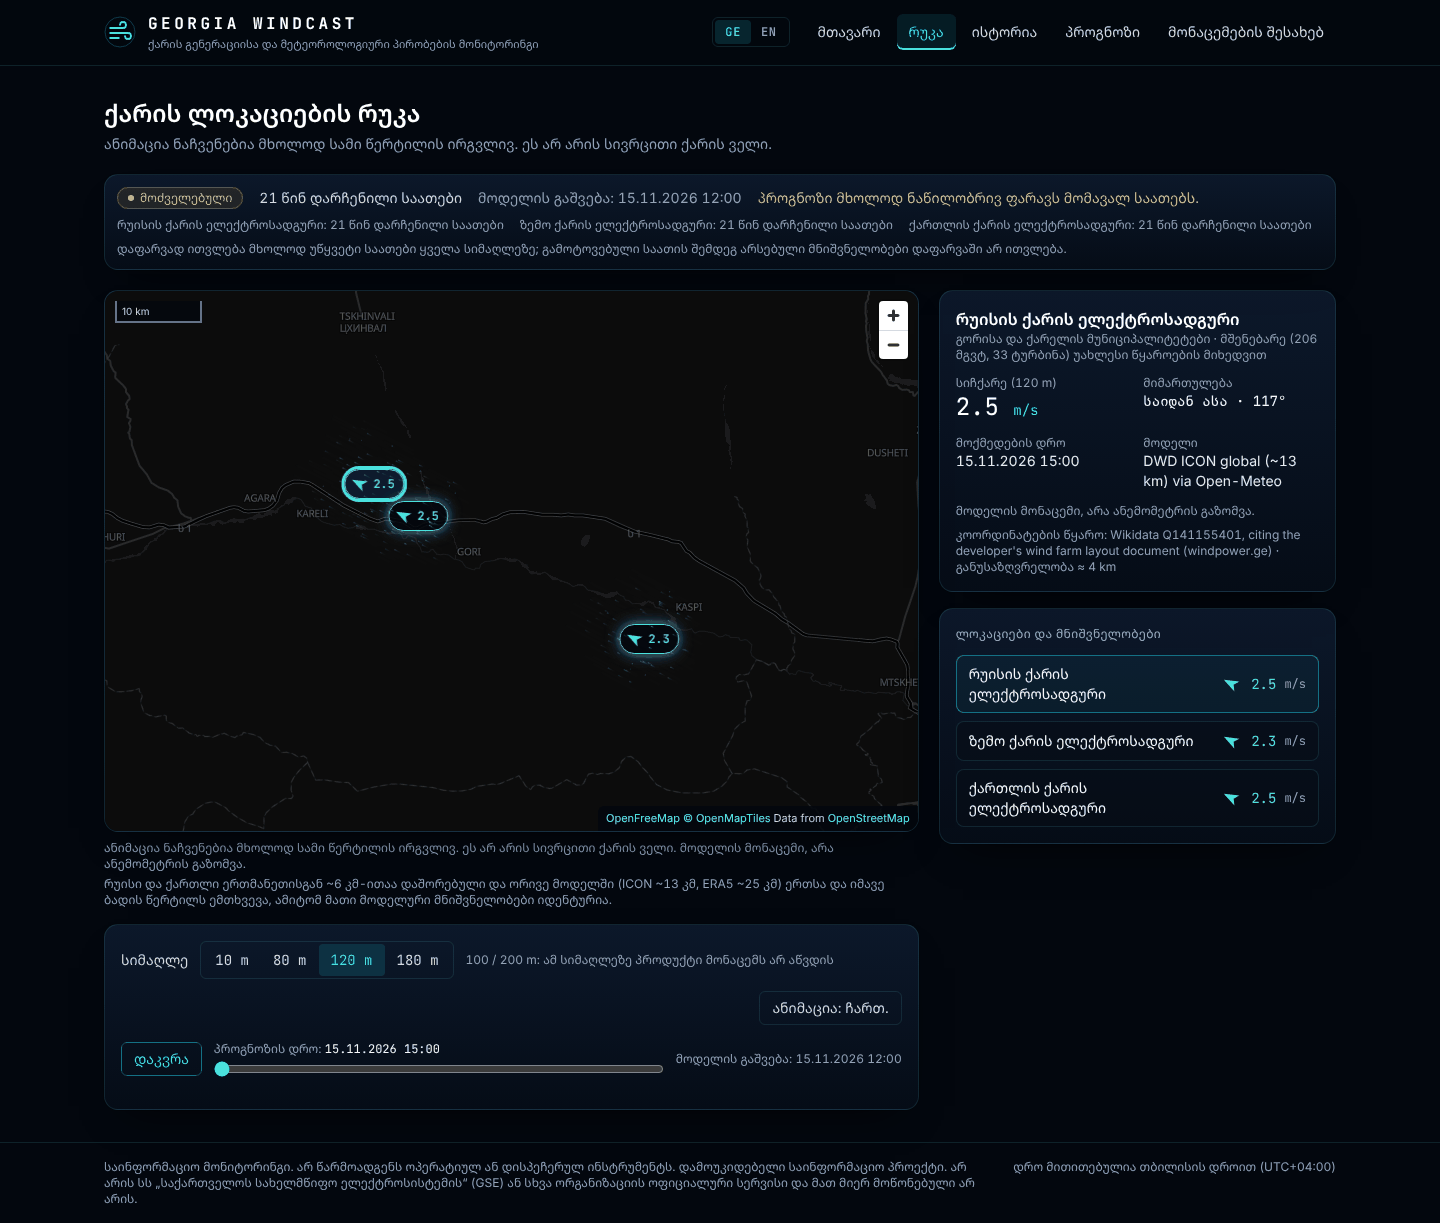 GEORGIA WINDCAST
ქარის გენერაციისა და მეტეოროლოგიური პირობების მონიტორინგი
GE EN
მთავარი რუკა ისტორია პროგნოზი მონაცემების შესახებ
ქარის ლოკაციების რუკა
ანიმაცია ნაჩვენებია მხოლოდ სამი წერტილის ირგვლივ. ეს არ არის სივრცითი ქარის ველი.
მოძველებული 21 წინ დარჩენილი საათები მოდელის გაშვება: 15.11.2026 12:00 პროგნოზი მხოლოდ ნაწილობრივ ფარავს მომავალ საათებს.
რუისის ქარის ელექტროსადგური: 21 წინ დარჩენილი საათები ზემო ქარის ელექტროსადგური: 21 წინ დარჩენილი საათები ქართლის ქარის ელექტროსადგური: 21 წინ დარჩენილი საათები
დაფარვად ითვლება მხოლოდ უწყვეტი საათები ყველა სიმაღლეზე; გამოტოვებული საათის შემდეგ არსებული მნიშვნელობები დაფარვაში არ ითვლება.
10 km
TSKHINVALI
ЦХИНВАЛ
DUSHETI
2.5
AGARA
KARELI
2.5
HURI
GORI
KASPI
2.3
MTSKHE
OpenFreeMap © OpenMapTiles Data from OpenStreetMap
რუისის ქარის ელექტროსადგური
გორისა და ქარელის მუნიციპალიტეტები · მშენებარე (206
მგვტ, 33 ტურბინა) უახლესი წყაროების მიხედვით
სიჩქარე (120 m) მიმართულება
2.5 m/s საიდან ასა · 117°
მოქმედების დრო მოდელი
15.11.2026 15:00 DWD ICON global (~13
km) via Open-Meteo
მოდელის მონაცემი, არა ანემომეტრის გაზომვა.
კოორდინატების წყარო: Wikidata Q141155401, citing the
developer's wind farm layout document (windpower.ge) ·
განუსაზღვრელობა ≈ 4 km
ლოკაციები და მნიშვნელობები
რუისის ქარის
ელექტროსადგური 2.5 m/s
ზემო ქარის ელექტროსადგური 2.3 m/s
ქართლის ქარის
ელექტროსადგური 2.5 m/s
ანიმაცია ნაჩვენებია მხოლოდ სამი წერტილის ირგვლივ. ეს არ არის სივრცითი ქარის ველი. მოდელის მონაცემი, არა
ანემომეტრის გაზომვა.
რუისი და ქართლი ერთმანეთისგან ~6 კმ-ითაა დაშორებული და ორივე მოდელში (ICON ~13 კმ, ERA5 ~25 კმ) ერთსა და იმავე
ბადის წერტილს ემთხვევა, ამიტომ მათი მოდელური მნიშვნელობები იდენტურია.
სიმაღლე 10 m 80 m 120 m 180 m 100 / 200 m: ამ სიმაღლეზე პროდუქტი მონაცემს არ აწვდის
ანიმაცია: ჩართ.
დაკვრა პროგნოზის დრო: 15.11.2026 15:00 მოდელის გაშვება: 15.11.2026 12:00
საინფორმაციო მონიტორინგი. არ წარმოადგენს ოპერატიულ ან დისპეჩერულ ინსტრუმენტს. დამოუკიდებელი საინფორმაციო პროექტი. არ
არის სს „საქართველოს სახელმწიფო ელექტროსისტემის“ (GSE) ან სხვა ორგანიზაციის ოფიციალური სერვისი და მათ მიერ მოწონებული არ
არის.
დრო მითითებულია თბილისის დროით (UTC+04:00)